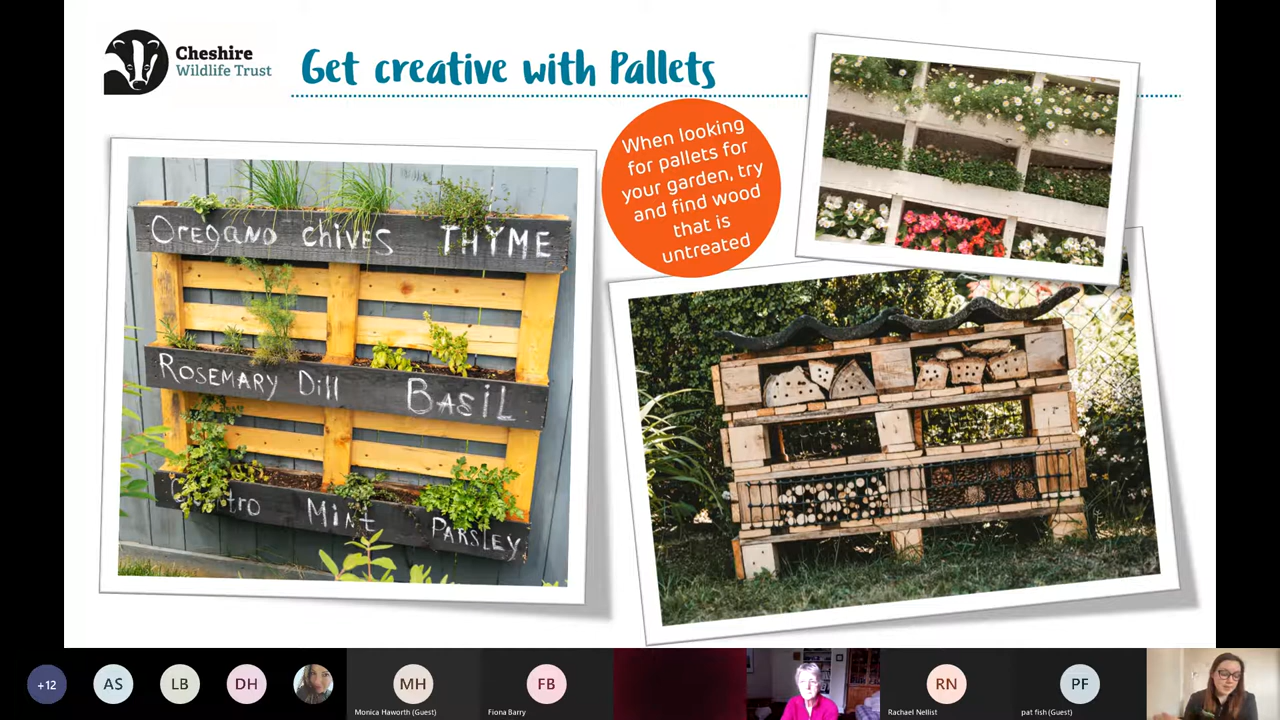 Cheshire
Wildlife Trust
Get creative with Pallets
When looking
for pallets for
your garden, try
and find wood
that is
untreated
OREGANO CHIVES THYME
ROSEMARY Dill BASiL
MiNt PARSLEY
+12
AS
LB
DH
MH
Monica Haworth (Guest)
FB
Fiona Barry
RN
Rachael Nellist
PF
pat fish (Guest)